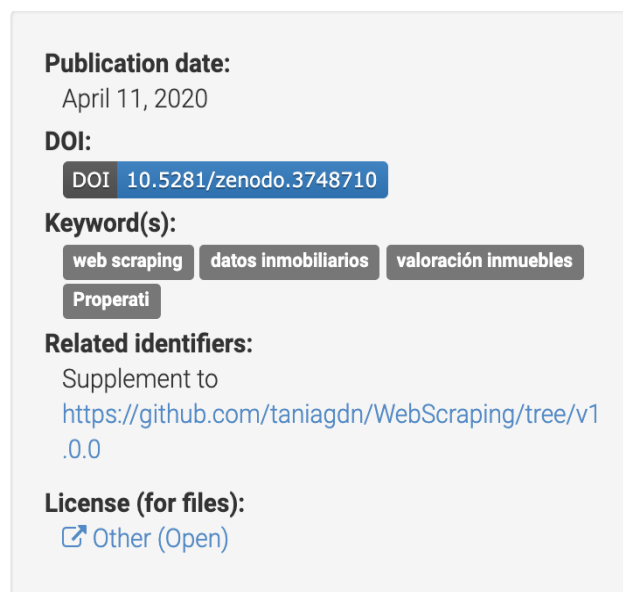 Publication date:
April 11, 2020
DOI:
DOI 10.5281/zenodo.3748710
Keyword(s):
web scraping datos inmobiliarios valoración inmuebles
Properati
Related identifiers:
Supplement to
https://github.com/taniagdn/WebScraping/tree/v1
.0.0
License (for files):
Other (Open)